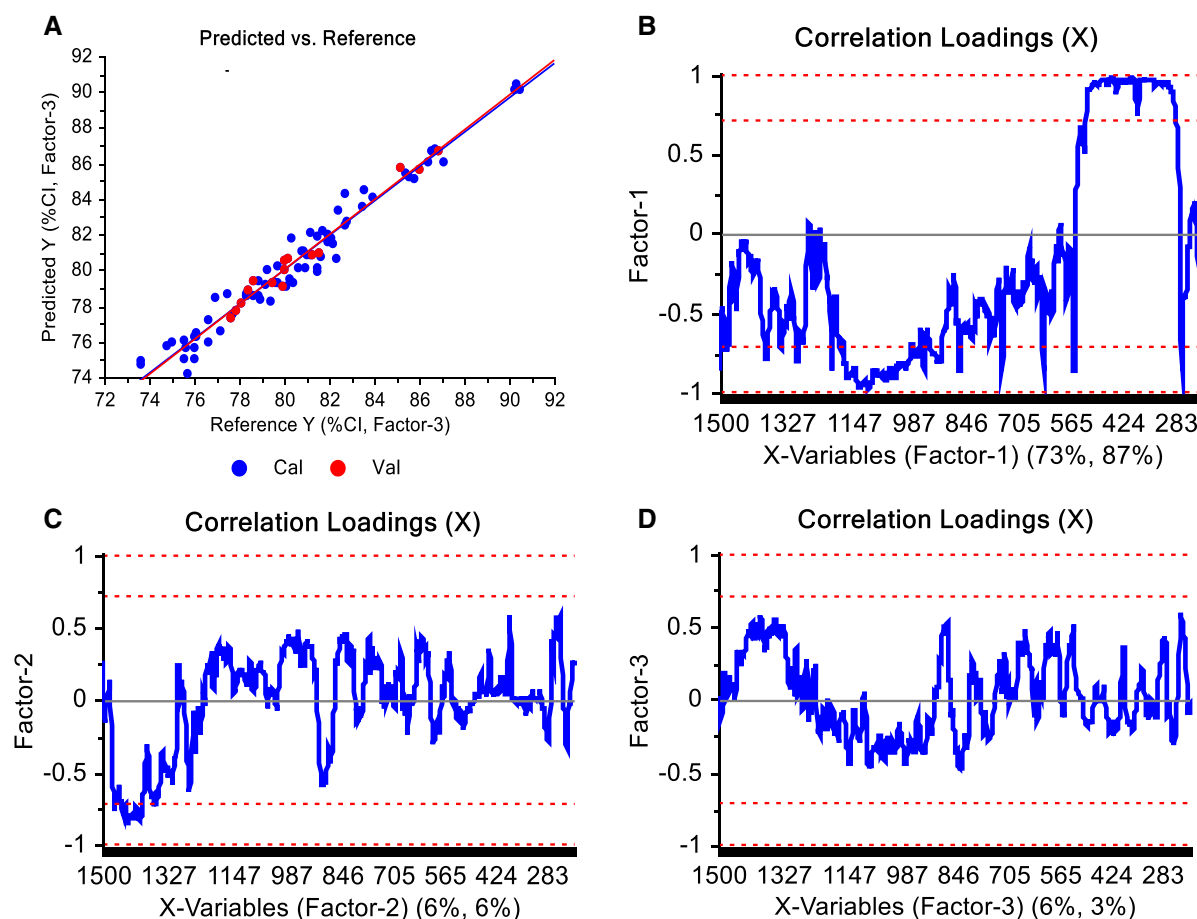 A
Predicted vs. Reference
92
90
88
86
84
82
80
78
76
74
Predicted Y (%CI, Factor-3)
72 74 76 78 80 82 84 86 88 90 92
Reference Y (%CI, Factor-3)
Cal Val
B
Correlation Loadings (X)
1
0.5
0
-0.5
-1
Factor-1
1500 1327 1147 987 846 705 565 424 283
X-Variables (Factor-1) (73%, 87%)
C
Correlation Loadings (X)
1
0.5
0
-0.5
-1
Factor-2
1500 1327 1147 987 846 705 565 424 283
X-Variables (Factor-2) (6%, 6%)
D
Correlation Loadings (X)
1
0.5
0
-0.5
-1
Factor-3
1500 1327 1147 987 846 705 565 424 283
X-Variables (Factor-3) (6%, 3%)